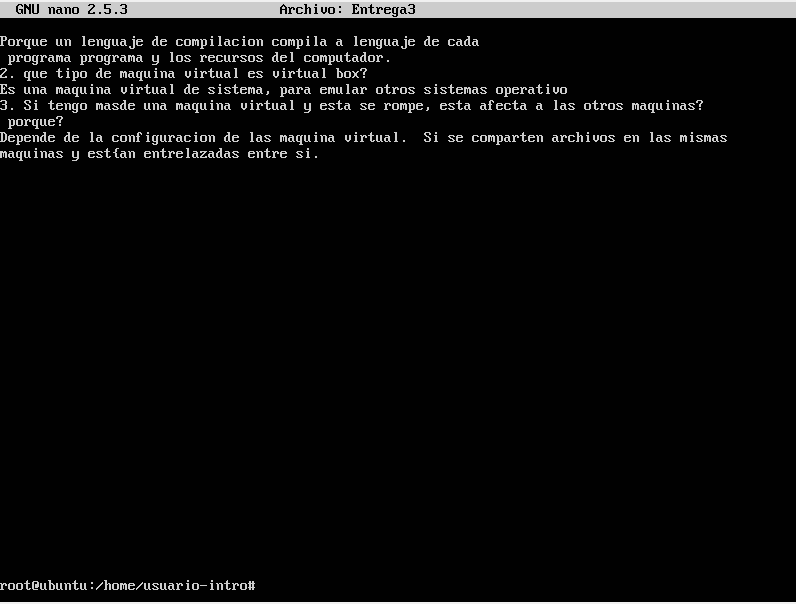 GNU nano 2.5.3 Archivo: Entrega3
Porque un lenguaje de compilacion compila a lenguaje de cada
programa programa y los recursos del computador.
2. que tipo de maquina virtual es virtual box?
Es una maquina virtual de sistema, para emular otros sistemas operativo
3. Si tengo masde una maquina virtual y esta se rompe, esta afecta a las otros maquinas?
porque?
Depende de la configuracion de las maquina virtual.  Si se comparten archivos en las mismas
maquinas y est{an entrelazadas entre si.
root@ubuntu:/home/usuario-intro#